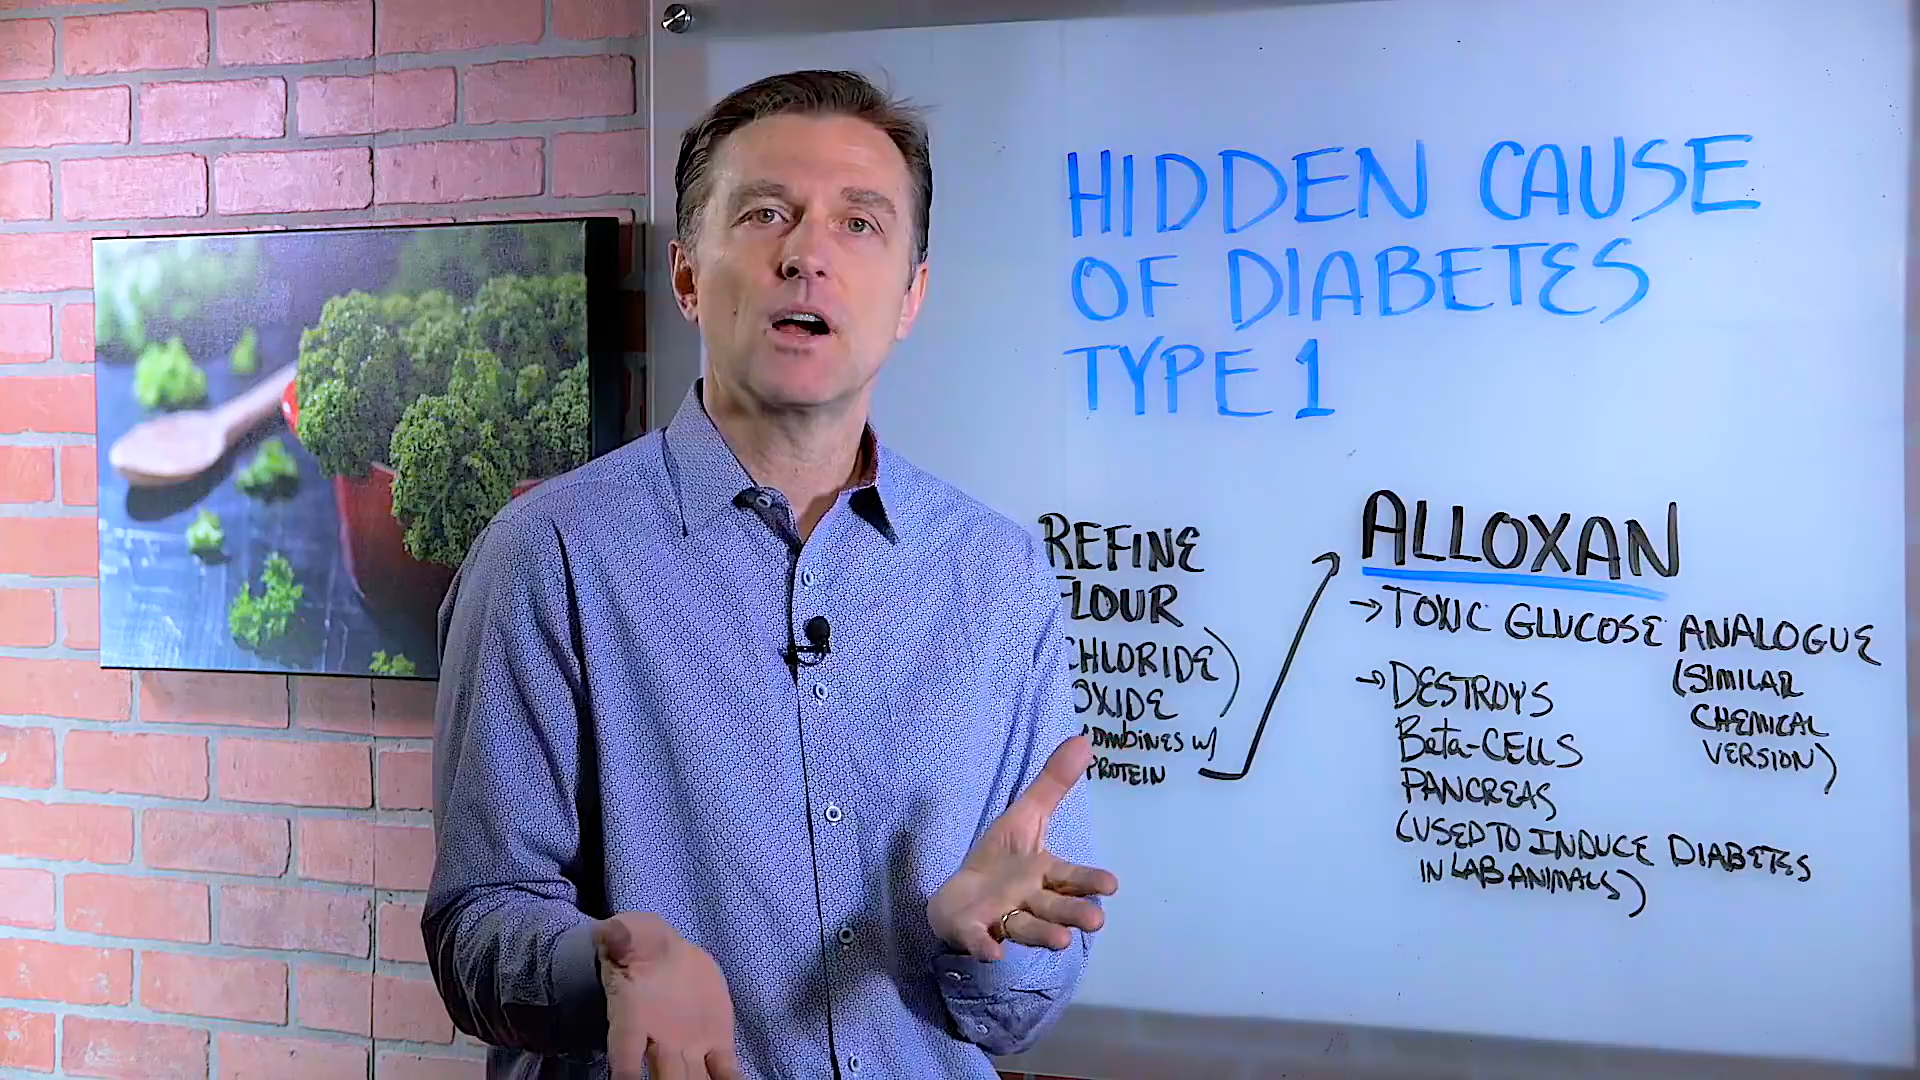 HIDDEN CAUSE
OF DIABETES
TYPE 1
REFINE
FLOUR
CHLORIDE
OXIDE
COMBINES W/
PROTEIN
ALLOXAN
→TOXIC GLUCOSE ANALOGUE
(SIMILAR
CHEMICAL
VERSION)
→DESTROYS
Beta-CELLS
PANCREAS
(USED TO INDUCE DIABETES
IN LAB ANIMALS)